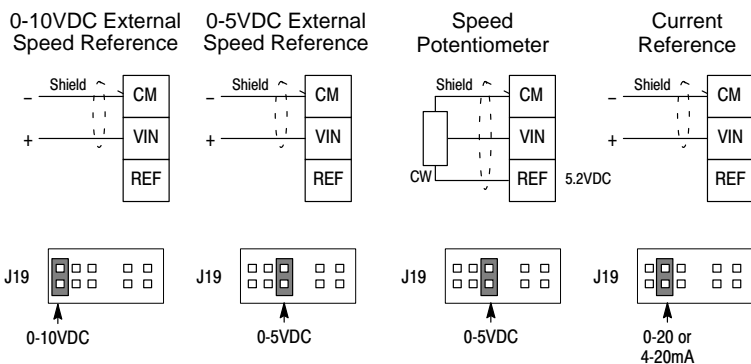 0-10VDC External
Speed Reference
0-5VDC External
Speed Reference
Speed
Potentiometer
Current
Reference
– Shield CM
+ VIN
REF
– Shield CM
+ VIN
REF
Shield CM
VIN
CW REF 5.2VDC
– Shield CM
+ VIN
REF
J19
0-10VDC
J19
0-5VDC
J19
0-5VDC
J19
0-20 or
4-20mA